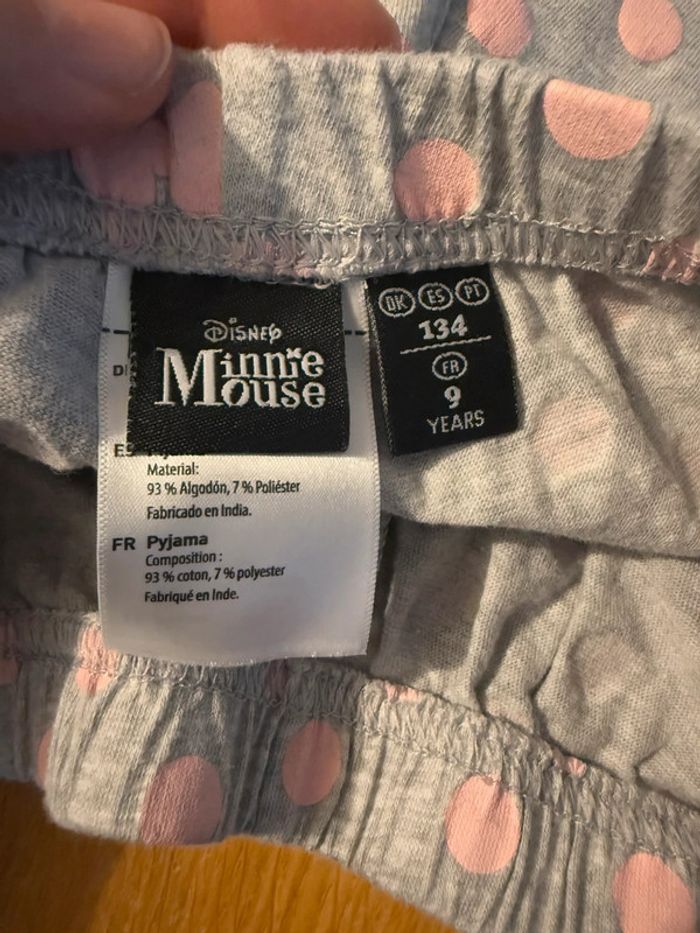 Disney
Minnie
Mouse
DK ES PT
134
FR
9
YEARS
ES
Material:
93 % Algodón, 7 % Poliéster
Fabricado en India.
FR Pyjama
Composition :
93 % coton, 7 % polyester
Fabriqué en Inde.